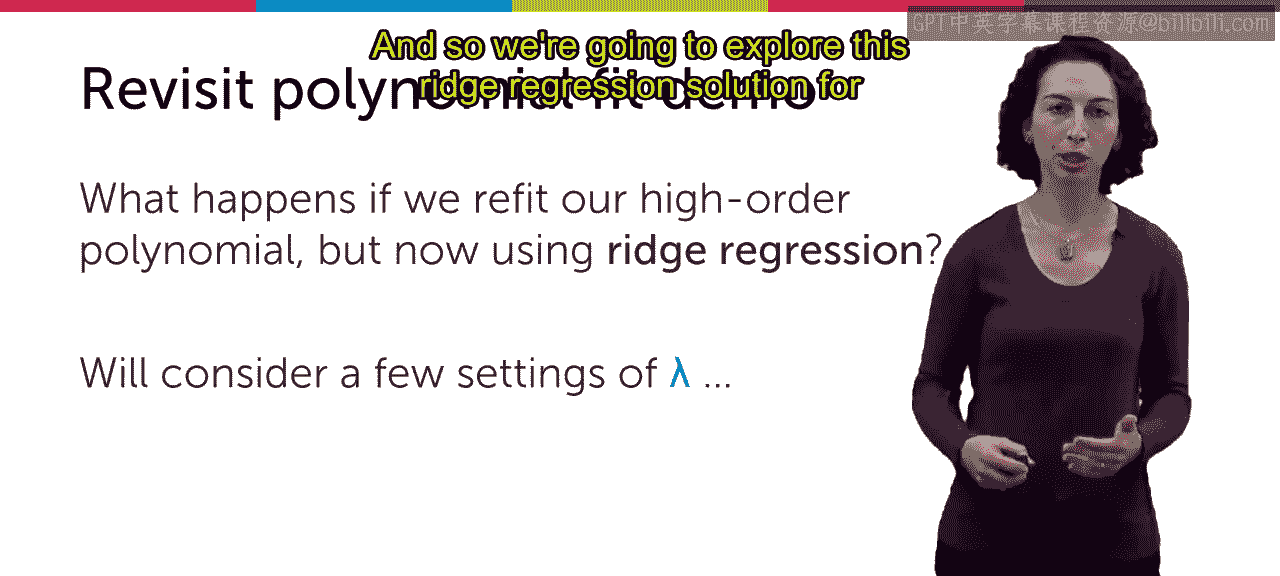 GPT中英字幕课程资源@bilibili.com
And so we're going to explore this
ridge regression solution for
Revisit polynomial fit demo
What happens if we refit our high-order
polynomial, but now using ridge regression?
Will consider a few settings of λ ...